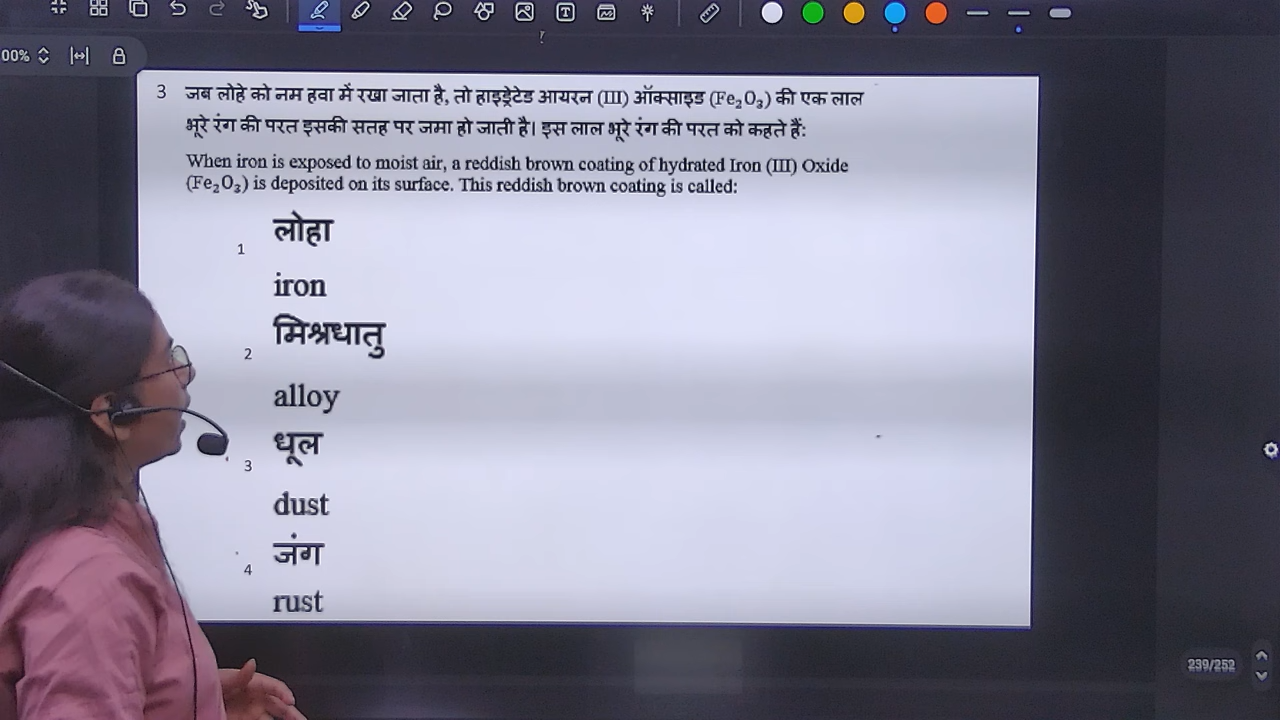 00%
3 जब लोहे को नम हवा में रखा जाता है, तो हाइड्रेटेड आयरन (III) ऑक्साइड (Fe₂O₃) की एक लाल
भूरे रंग की परत इसकी सतह पर जमा हो जाती है। इस लाल भूरे रंग की परत को कहते हैं:
When iron is exposed to moist air, a reddish brown coating of hydrated Iron (III) Oxide
(Fe₂O₃) is deposited on its surface. This reddish brown coating is called:
1 लोहा
iron
2 मिश्रधातु
alloy
3 धूल
dust
4 जंग
rust
239/252